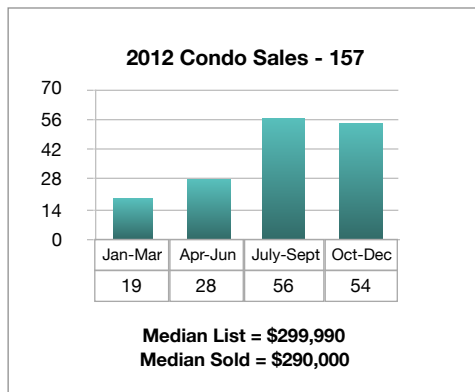 2012 Condo Sales - 157
70
56
42
28
14
0
Jan-Mar Apr-Jun July-Sept Oct-Dec
19 28 56 54
Median List = $299,990
Median Sold = $290,000